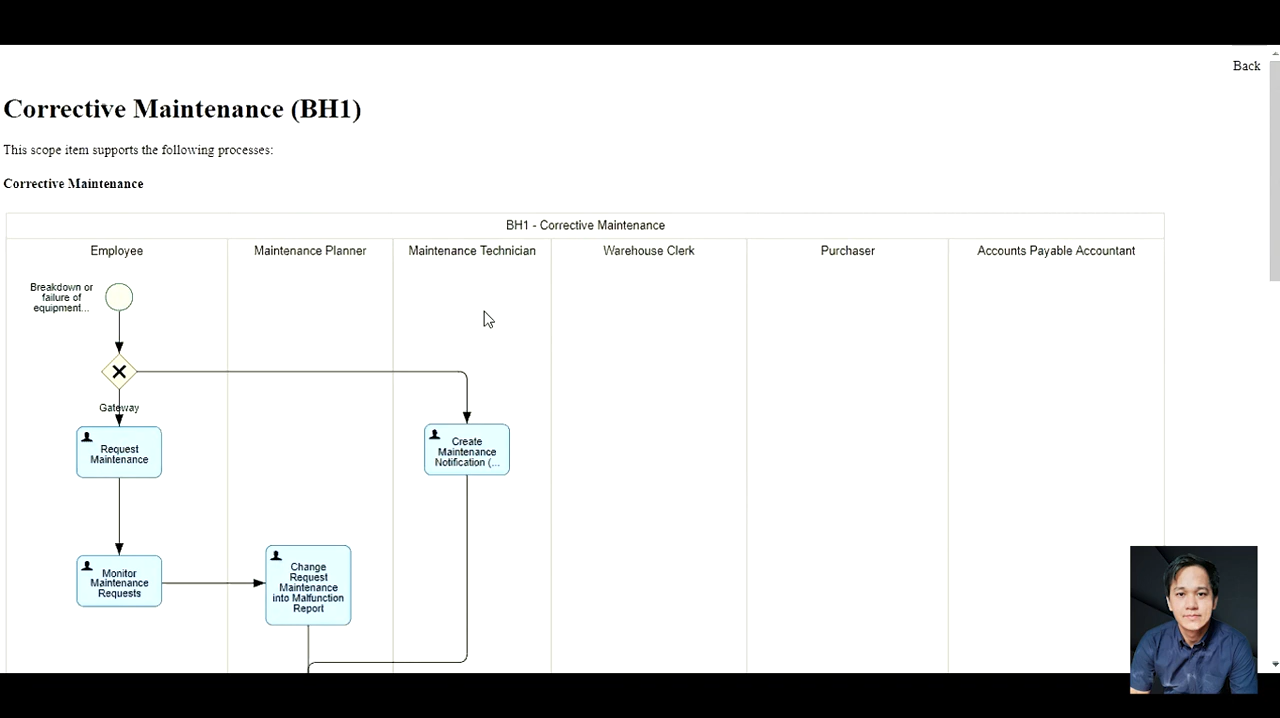 Back
Corrective Maintenance (BH1)
This scope item supports the following processes:
Corrective Maintenance
BH1 - Corrective Maintenance
Employee
Maintenance Planner
Maintenance Technician
Warehouse Clerk
Purchaser
Accounts Payable Accountant
Breakdown or
failure of
equipment...
Gateway
Request
Maintenance
Create
Maintenance
Notification (...
Monitor
Maintenance
Requests
Change
Request
Maintenance
into Malfunction
Report